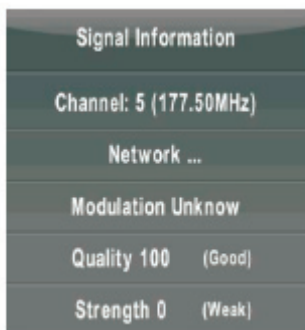 Signal Information
Channel: 5 (177.50MHz)
Network ...
Modulation Unknow
Quality 100 (Good)
Strength 0 (Weak)